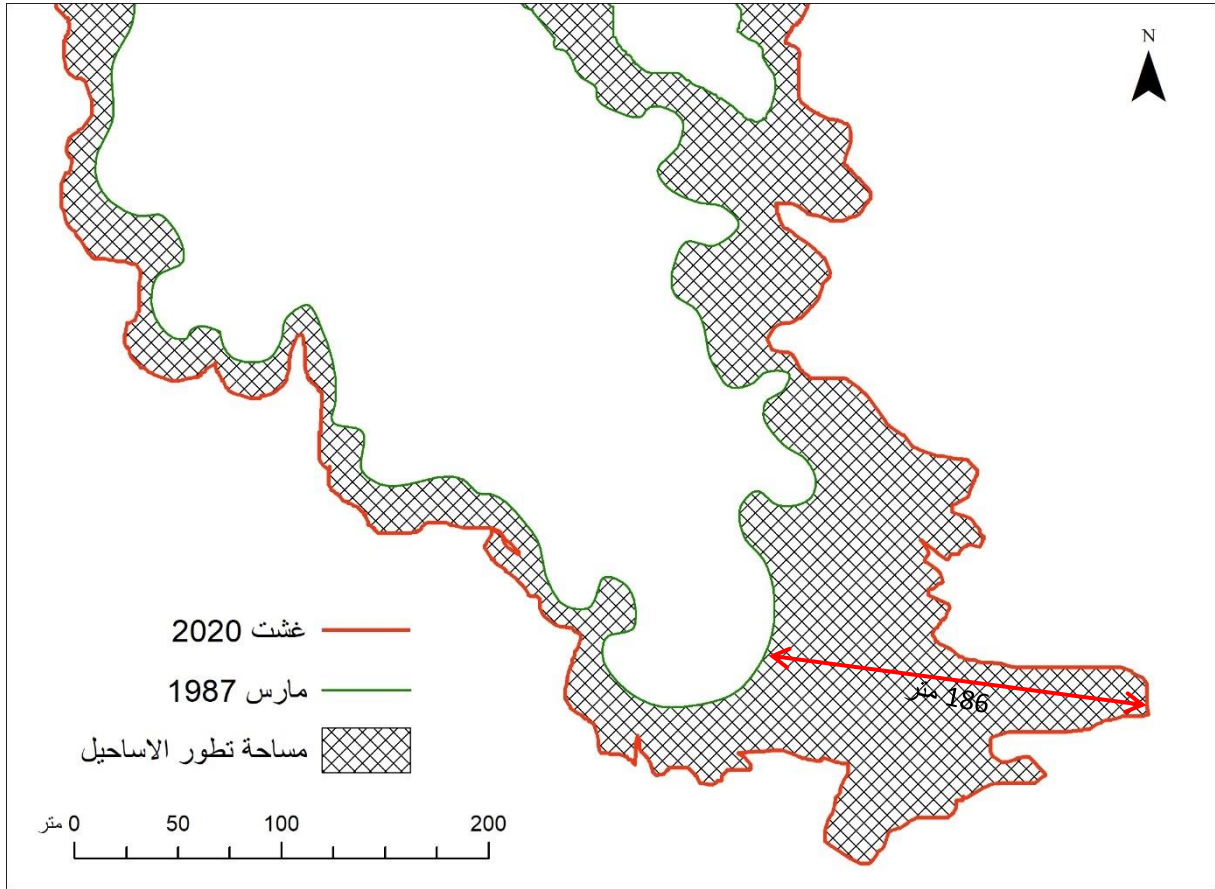 N
186 متر
غشت 2020
مارس 1987
مساحة تطور الاساحيل
متر 0 50 100 200